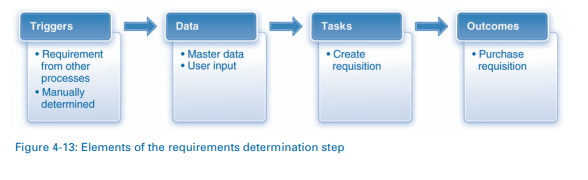 Triggers
• Requirement
from other
processes
• Manually
determined
Data
• Master data
• User input
Tasks
• Create
requisition
Outcomes
• Purchase
requisition
Figure 4-13: Elements of the requirements determination step